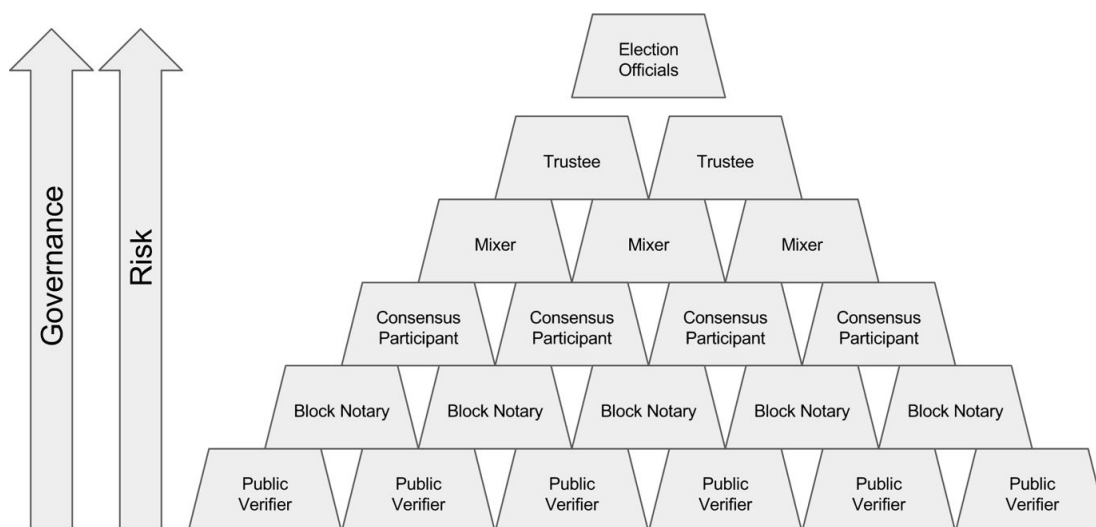 Election
Officials
Trustee
Trustee
Mixer
Mixer
Mixer
Consensus
Participant
Consensus
Participant
Consensus
Participant
Consensus
Participant
Block Notary
Block Notary
Block Notary
Block Notary
Block Notary
Public
Verifier
Public
Verifier
Public
Verifier
Public
Verifier
Public
Verifier
Public
Verifier
Governance
Risk